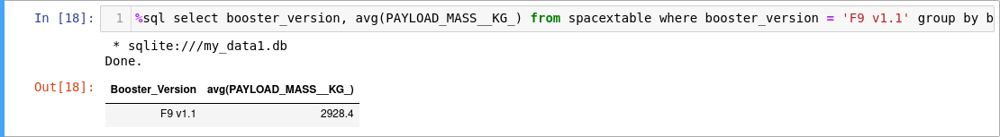 In [18]: 1 %sql select booster_version, avg(PAYLOAD_MASS__KG_) from spacextable where booster_version = 'F9 v1.1' group by b
* sqlite:///my_data1.db
Done.
Out[18]: Booster_Version avg(PAYLOAD_MASS__KG_)
F9 v1.1 2928.4